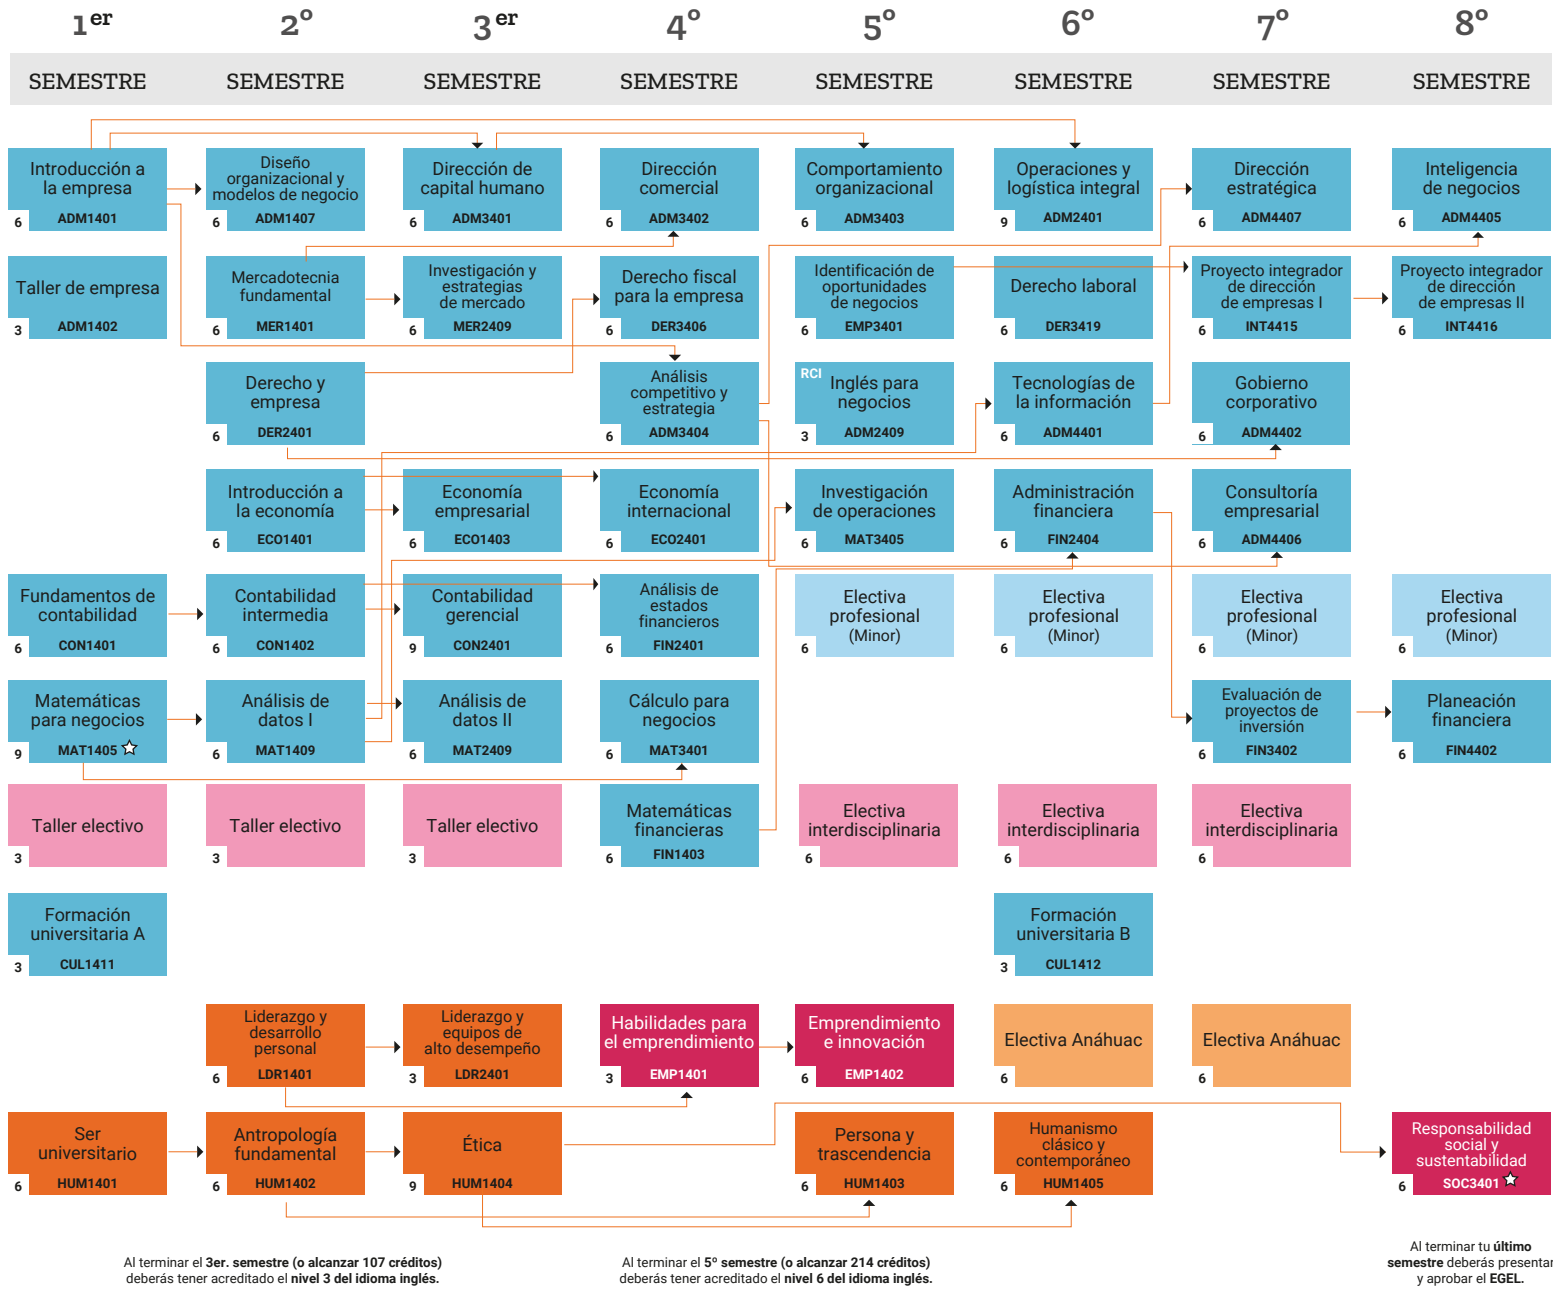 1er 2º 3er 4º 5º 6º 7º 8º
SEMESTRE SEMESTRE SEMESTRE SEMESTRE SEMESTRE SEMESTRE SEMESTRE SEMESTRE
Introducción a
la empresa
6 ADM1401
Diseño
organizacional y
modelos de negocio
6 ADM1407
Dirección de
capital humano
6 ADM3401
Dirección
comercial
6 ADM3402
Comportamiento
organizacional
6 ADM3403
Operaciones y
logística integral
9 ADM2401
Dirección
estratégica
6 ADM4407
Inteligencia
de negocios
6 ADM4405
Taller de empresa
3 ADM1402
Mercadotecnia
fundamental
6 MER1401
Investigación y
estrategias
de mercado
6 MER2409
Derecho fiscal
para la empresa
6 DER3406
Identificación de
oportunidades
de negocios
6 EMP3401
Derecho laboral
6 DER3419
Proyecto integrador
de dirección
de empresas I
6 INT4415
Proyecto integrador
de dirección
de empresas II
6 INT4416
Derecho y
empresa
6 DER2401
Análisis
competitivo y
estrategia
6 ADM3404
RCI
Inglés para
negocios
3 ADM2409
Tecnologías de
la información
6 ADM4401
Gobierno
corporativo
6 ADM4402
Introducción a
la economía
6 ECO1401
Economía
empresarial
6 ECO1403
Economía
internacional
6 ECO2401
Investigación
de operaciones
6 MAT3405
Administración
financiera
6 FIN2404
Consultoría
empresarial
6 ADM4406
Fundamentos de
contabilidad
6 CON1401
Contabilidad
intermedia
6 CON1402
Contabilidad
gerencial
9 CON2401
Análisis de
estados
financieros
6 FIN2401
Electiva
profesional
(Minor)
6
Electiva
profesional
(Minor)
6
Electiva
profesional
(Minor)
6
Electiva
profesional
(Minor)
6
Matemáticas
para negocios
9 MAT1405
Análisis de
datos I
6 MAT1409
Análisis de
datos II
6 MAT2409
Cálculo para
negocios
6 MAT3401
Evaluación de
proyectos de
inversión
6 FIN3402
Planeación
financiera
6 FIN4402
Taller electivo
3
Taller electivo
3
Taller electivo
3
Matemáticas
financieras
6 FIN1403
Electiva
interdisciplinaria
6
Electiva
interdisciplinaria
6
Electiva
interdisciplinaria
6
Formación
universitaria A
3 CUL1411
Formación
universitaria B
3 CUL1412
Liderazgo y
desarrollo
personal
6 LDR1401
Liderazgo y
equipos de
alto desempeño
3 LDR2401
Habilidades para
el emprendimiento
3 EMP1401
Emprendimiento
e innovación
6 EMP1402
Electiva Anáhuac
6
Electiva Anáhuac
6
Ser
universitario
6 HUM1401
Antropología
fundamental
6 HUM1402
Ética
9 HUM1404
Persona y
trascendencia
6 HUM1403
Humanismo
clásico y
contemporáneo
6 HUM1405
Responsabilidad
social y
sustentabilidad
6 SOC3401
Al terminar el 3er. semestre (o alcanzar 107 créditos)
deberás tener acreditado el nivel 3 del idioma inglés.
Al terminar el 5º semestre (o alcanzar 214 créditos)
deberás tener acreditado el nivel 6 del idioma inglés.
Al terminar tu último
semestre deberás presentar
y aprobar el EGEL.